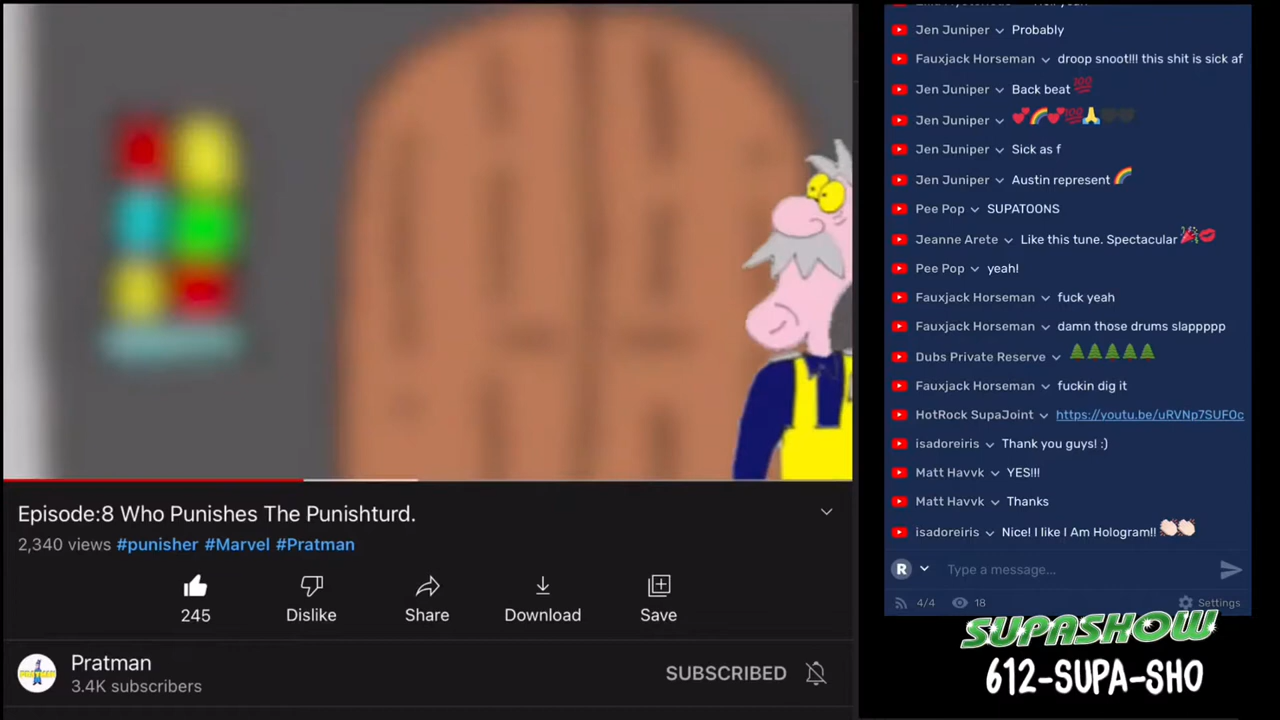 Episode:8 Who Punishes The Punishturd.
2,340 views #punisher #Marvel #Pratman
245
Dislike
Share
Download
Save
Pratman
3.4K subscribers
SUBSCRIBED
Jen Juniper Probably
Fauxjack Horseman droop snoot!!! this shit is sick af
Jen Juniper Back beat 💯
Jen Juniper 💕🌈💕💯🙏🖤🖤
Jen Juniper Sick as f
Jen Juniper Austin represent 🌈
Pee Pop SUPATOONS
Jeanne Arete Like this tune. Spectacular 🎉💋
Pee Pop yeah!
Fauxjack Horseman fuck yeah
Fauxjack Horseman damn those drums slappppp
Dubs Private Reserve 🌲🌲🌲🌲🌲
Fauxjack Horseman fuckin dig it
HotRock SupaJoint https://youtu.be/uRVNp7SUF0c
isadoreiris Thank you guys! :)
Matt Havvk YES!!!
Matt Havvk Thanks
isadoreiris Nice! I like I Am Hologram!! 👏🏻👏🏻
R Type a message...
4/4 18 Settings
SUPASHOW
612-SUPA-SHO